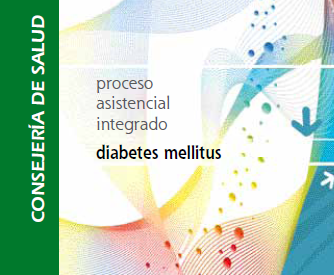 CONSEJERÍA DE SALUD
proceso
asistencial
integrado
diabetes mellitus